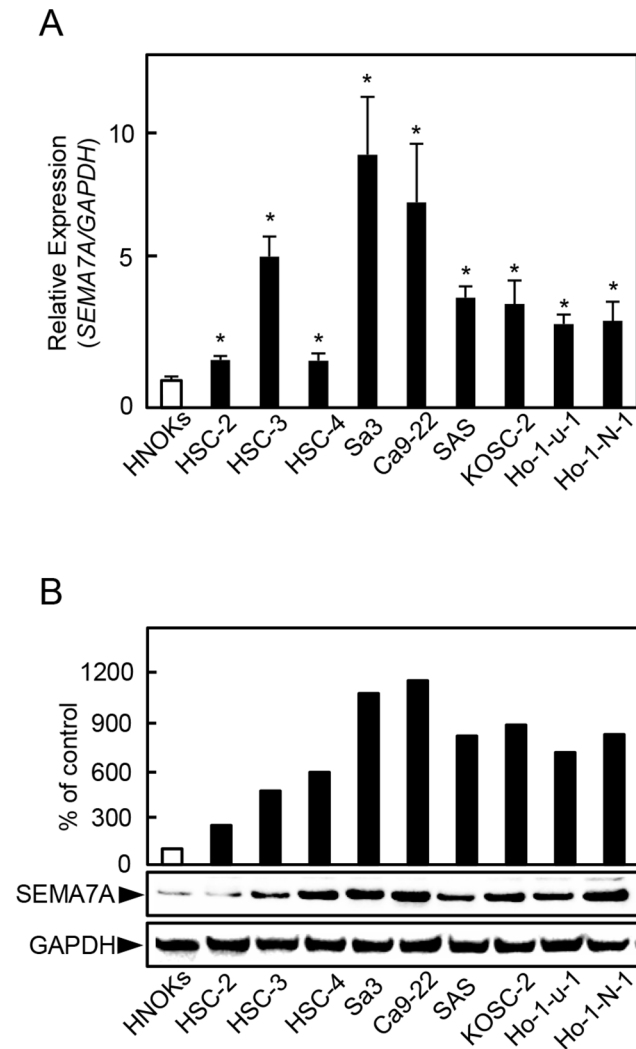 A
Relative Expression
(SEMA7A/GAPDH)
10
5
0
*
*
*
*
*
*
*
*
*
HNOKs
HSC-2
HSC-3
HSC-4
Sa3
Ca9-22
SAS
KOSC-2
Ho-1-u-1
Ho-1-N-1
B
% of control
1200
900
600
300
0
SEMA7A
GAPDH
HNOKs
HSC-2
HSC-3
HSC-4
Sa3
Ca9-22
SAS
KOSC-2
Ho-1-u-1
Ho-1-N-1